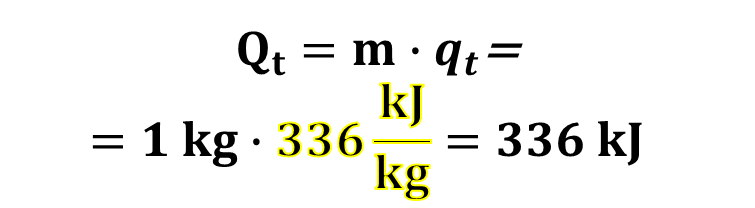 Qₜ = m · qₜ=
= 1 kg · 336 kJ/kg = 336 kJ